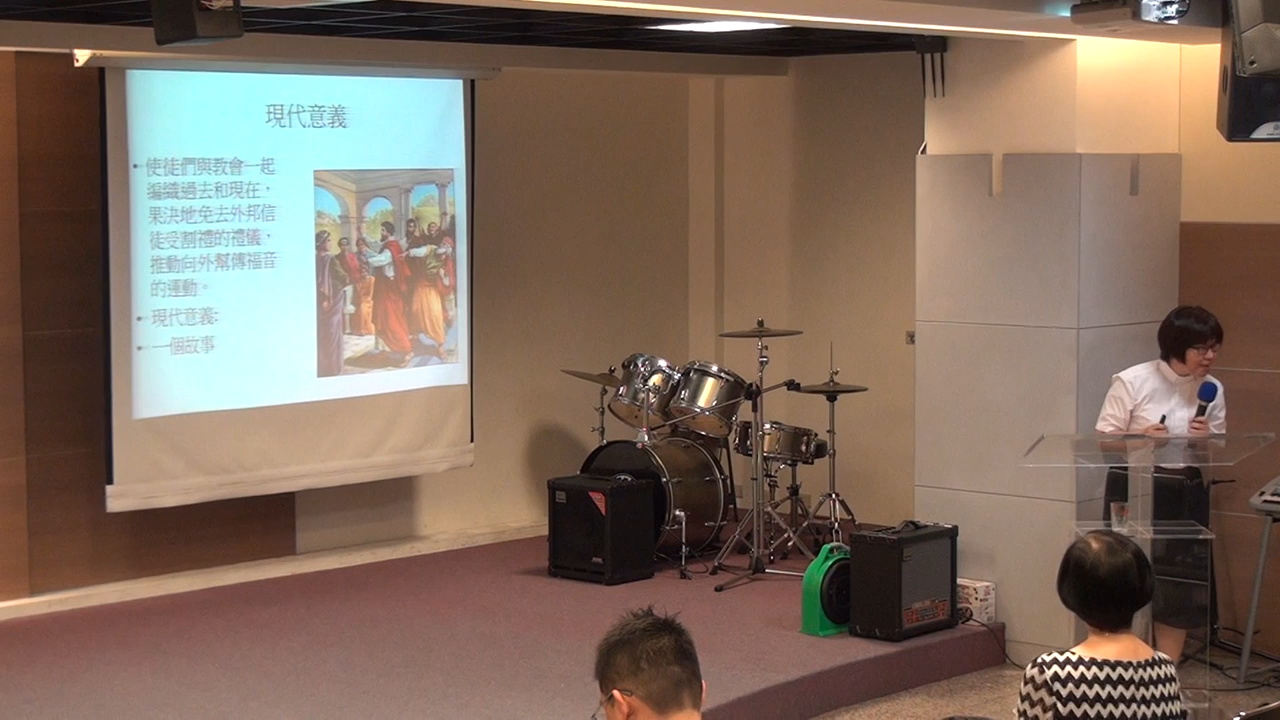 現代意義
• 使徒們與教會一起
編織過去和現在，
果決地免去外邦信
徒受割禮的禮儀，
推動向外幫傳福音
的運動。
• 現代意義:
• 一個故事